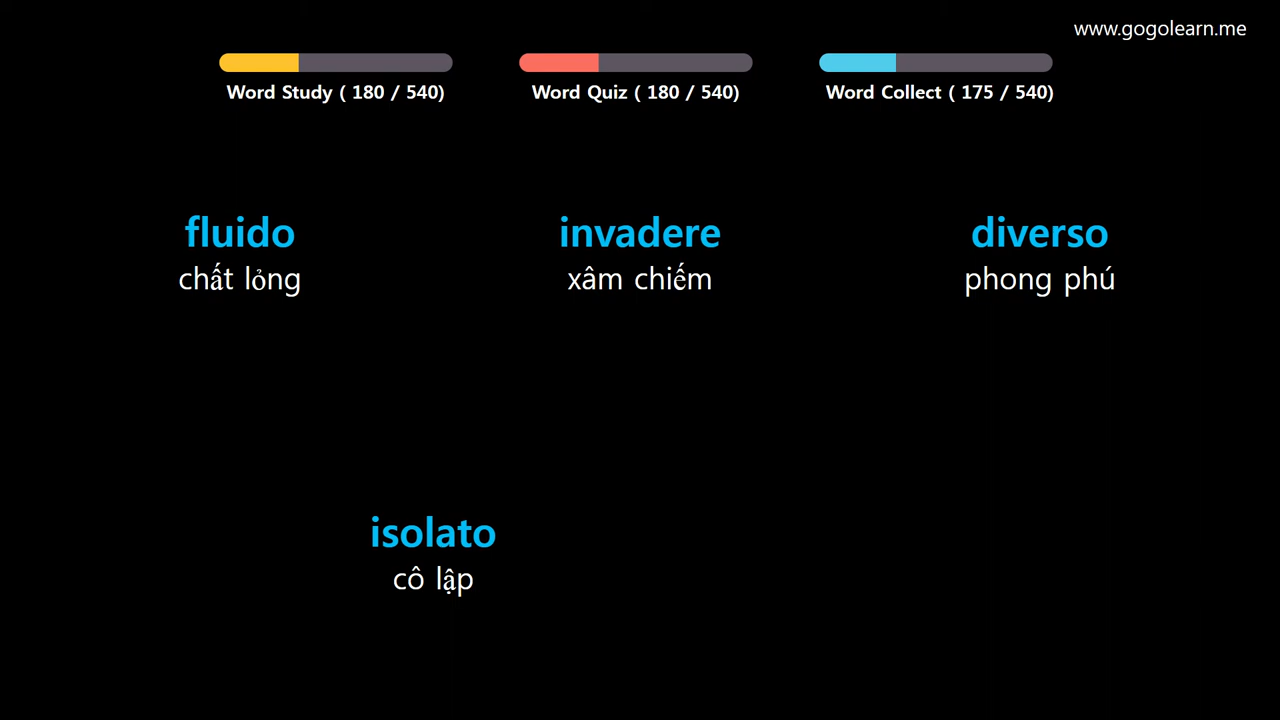 www.gogolearn.me
Word Study ( 180 / 540)
Word Quiz ( 180 / 540)
Word Collect ( 175 / 540)
fluido
chất lỏng
invadere
xâm chiếm
diverso
phong phú
isolato
cô lập